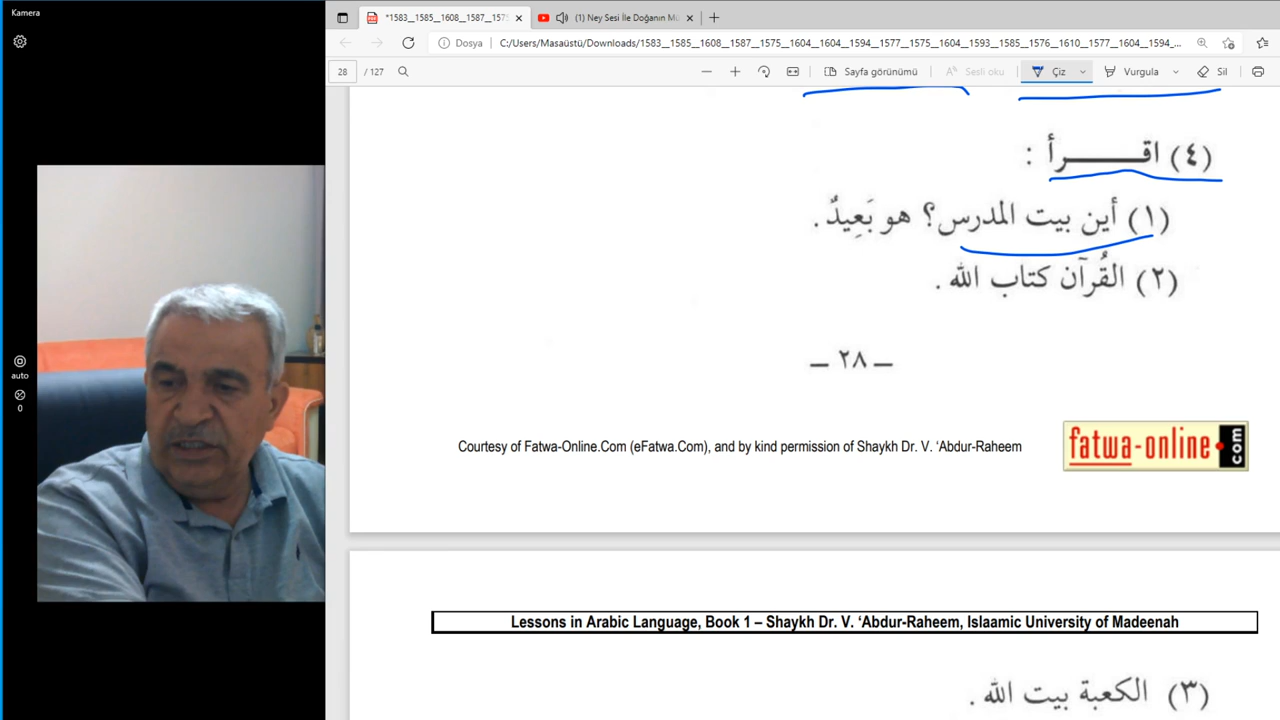 Kamera
*1583__1585__1608__1587__157
(1) Ney Sesi İle Doğanın Mü
Dosya
C:/Users/Masaüstü/Downloads/1583__1585__1608__1587__1575__1604__1604__1594__1577__1575__1604__1593__1585__1576__1610__1577__1604__1594_...
28 / 127
Sayfa görünümü
Sesli oku
Çiz
Vurgula
Sil
(٤) اقـــــرأ :
(١) أين بيت المدرس؟ هو بَعِيدٌ.
(٢) القُرآن كتاب الله .
auto
0
– ٢٨ –
Courtesy of Fatwa-Online.Com (eFatwa.Com), and by kind permission of Shaykh Dr. V. ‘Abdur-Raheem
fatwa-online.com
Lessons in Arabic Language, Book 1 – Shaykh Dr. V. ‘Abdur-Raheem, Islaamic University of Madeenah
(٣) الكعبة بيت الله .